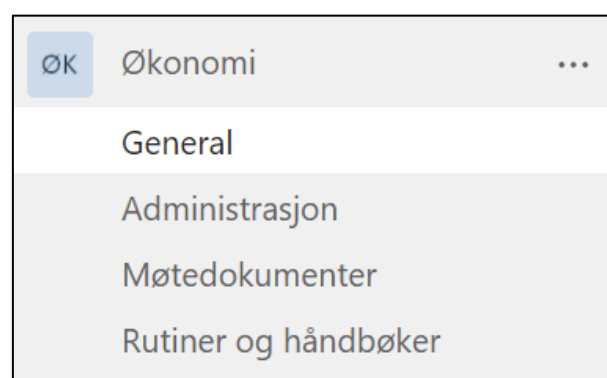 ØK Økonomi ...
General
Administrasjon
Møtedokumenter
Rutiner og håndbøker